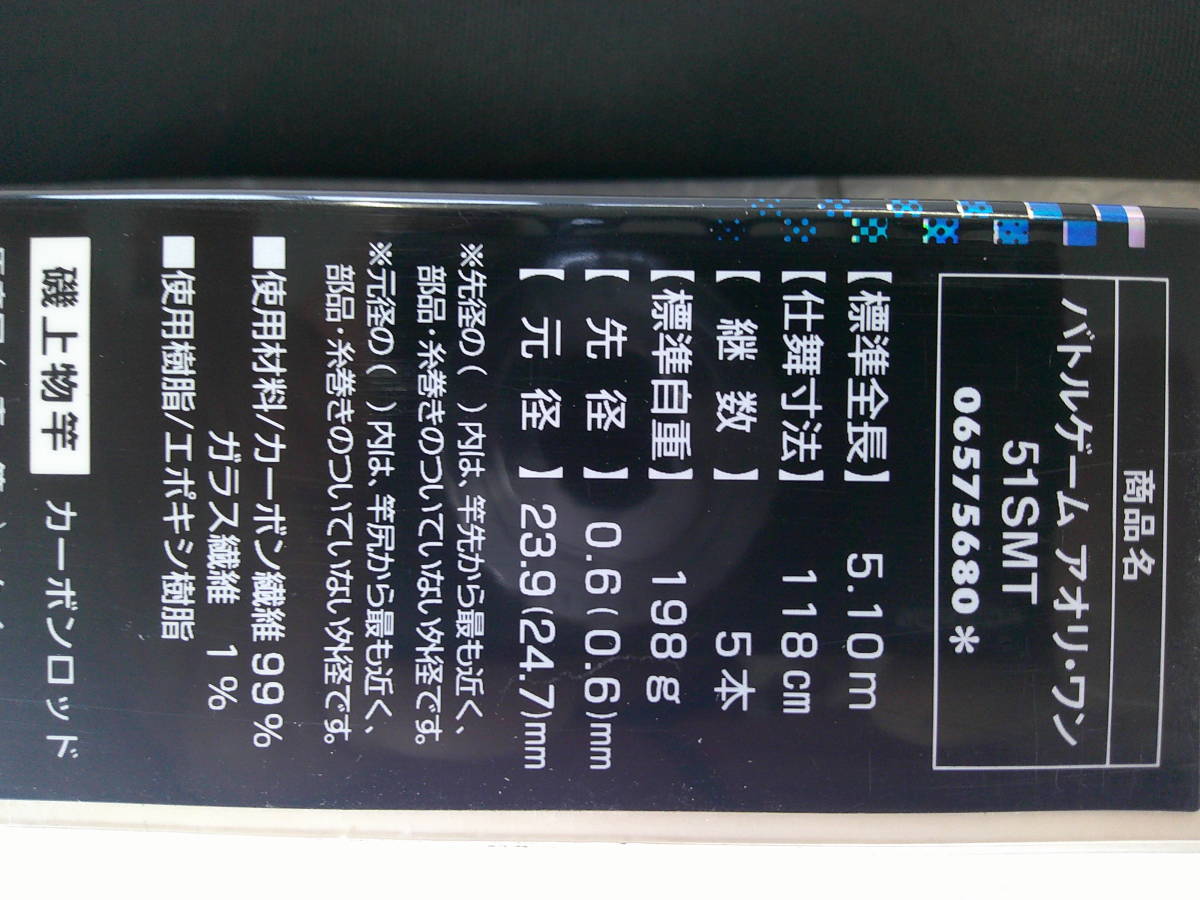 商品名
バトルゲーム アオリ・ワン
51SMT
06575680*
【標準全長】 5.10m
【仕舞寸法】 118cm
【継数】 5本
【標準自重】 198g
【先径】 0.6(0.6)mm
【元径】 23.9(24.7)mm
※先径の( )内は、竿先から最も近く、
部品・糸巻きのついていない外径です。
※元径の( )内は、竿尻から最も近く、
部品・糸巻きのついていない外径です。
■使用材料/カーボン繊維 99%
ガラス繊維 1%
■使用樹脂/エポキシ樹脂
磯上物竿 カーボンロッド